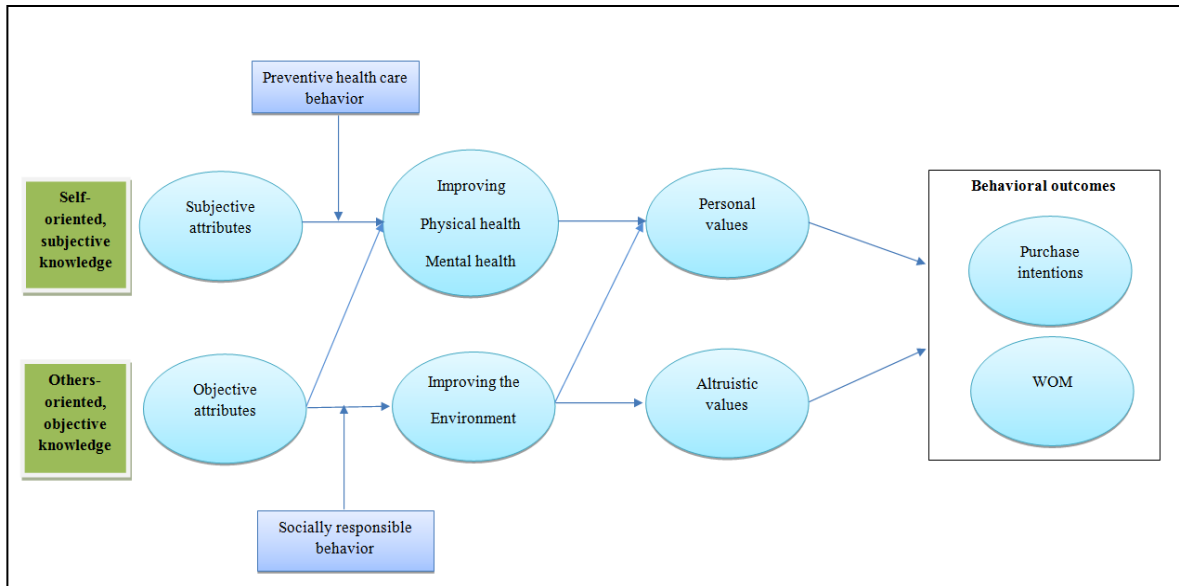 Preventive health care
behavior
Self-
oriented,
subjective
knowledge
Subjective
attributes
Improving
Physical health
Mental health
Personal
values
Behavioral outcomes
Purchase
intentions
WOM
Others-
oriented,
objective
knowledge
Objective
attributes
Improving the
Environment
Altruistic
values
Socially responsible
behavior